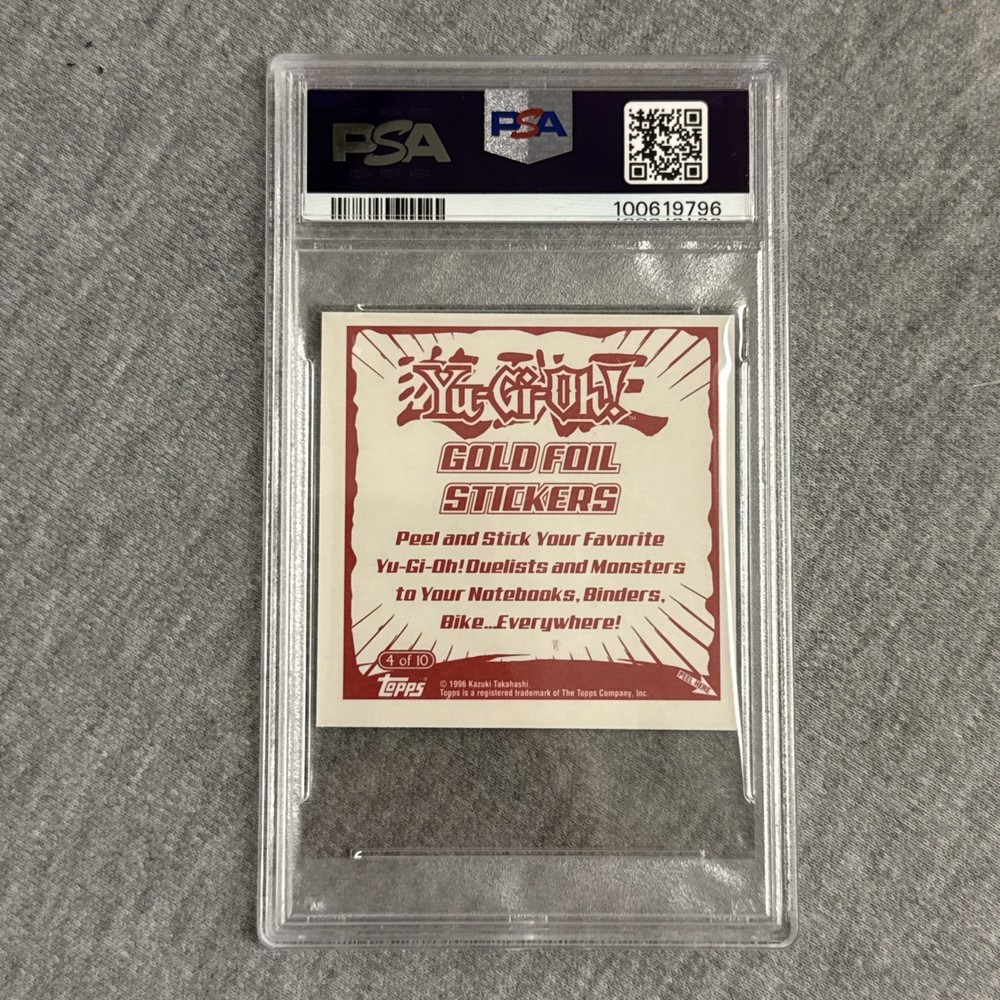 PSA
PSA
100619796
Yu-Gi-Oh!
GOLD FOIL
STICKERS
Peel and Stick Your Favorite
Yu-Gi-Oh! Duelists and Monsters
to Your Notebooks, Binders,
Bike...Everywhere!
4 of 10
topps
© 1996 Kazuki Takahashi.
Topps is a registered trademark of The Topps Company, Inc.
PEEL HERE